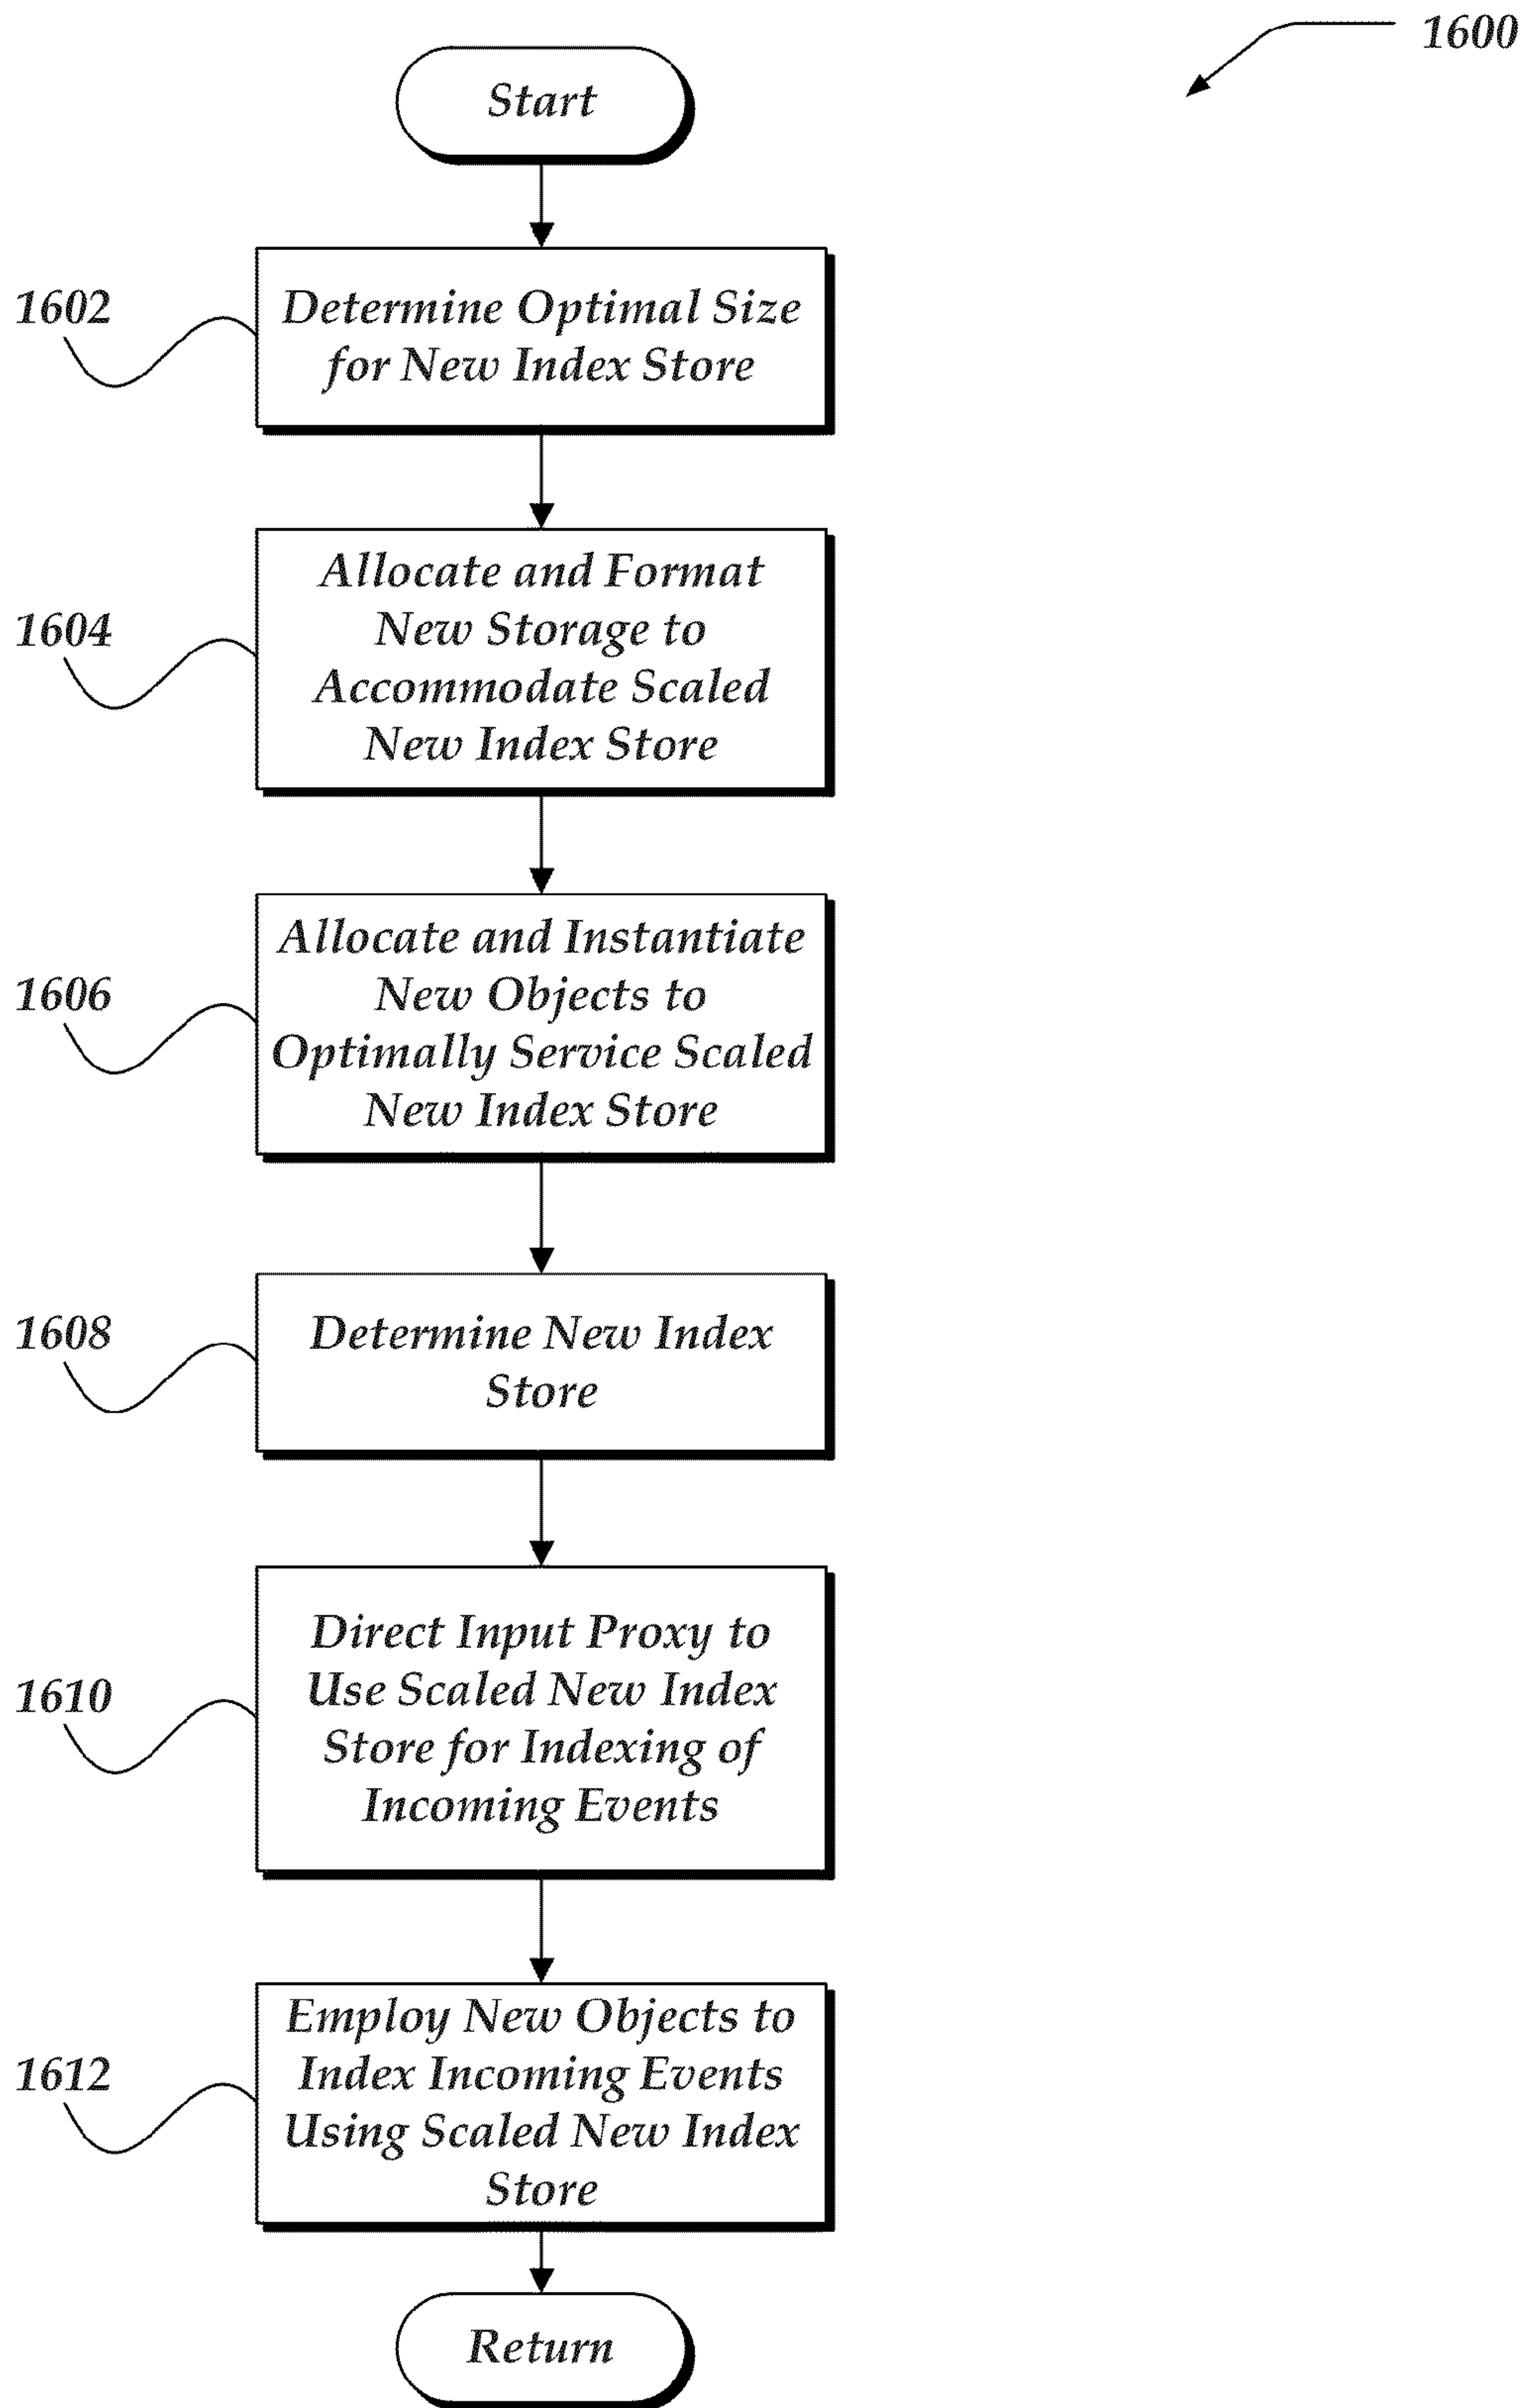 1600
Start
1602
Determine Optimal Size
for New Index Store
1604
Allocate and Format
New Storage to
Accommodate Scaled
New Index Store
1606
Allocate and Instantiate
New Objects to
Optimally Service Scaled
New Index Store
1608
Determine New Index
Store
1610
Direct Input Proxy to
Use Scaled New Index
Store for Indexing of
Incoming Events
1612
Employ New Objects to
Index Incoming Events
Using Scaled New Index
Store
Return